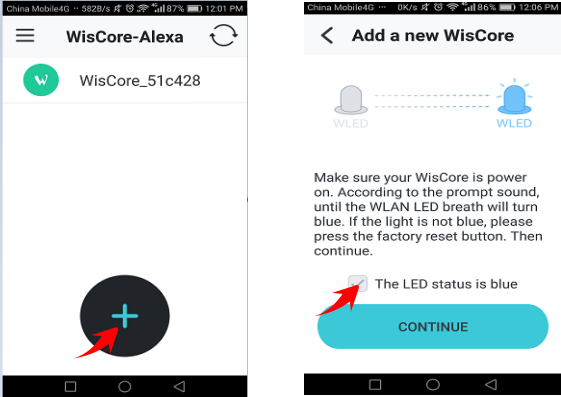 China Mobile4G ·· 582B/s 4G 87% 12:01 PM
WisCore-Alexa
W WisCore_51c428
China Mobile4G ··· 0K/s 4G 86% 12:06 PM
Add a new WisCore
WLED WLED
Make sure your WisCore is power
on. According to the prompt sound,
until the WLAN LED breath will turn
blue. If the light is not blue, please
press the factory reset button. Then
continue.
The LED status is blue
CONTINUE